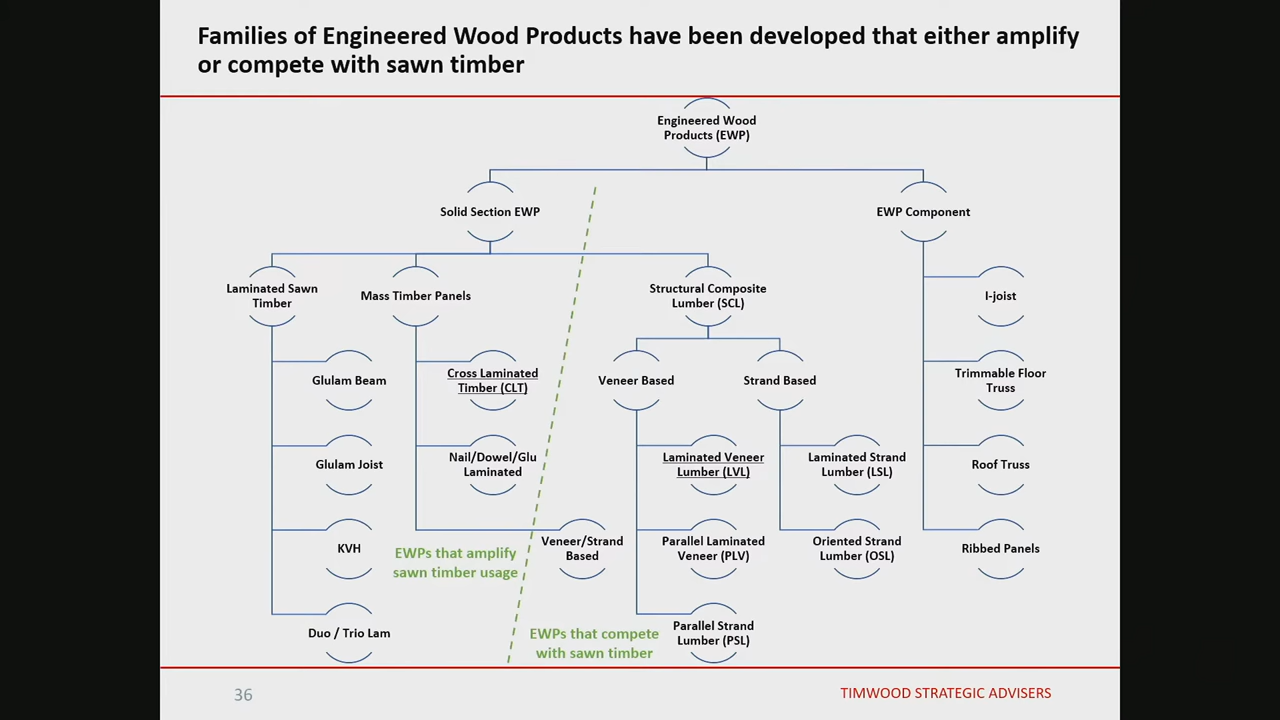 Families of Engineered Wood Products have been developed that either amplify
or compete with sawn timber
Engineered Wood
Products (EWP)
Solid Section EWP
EWP Component
Laminated Sawn
Timber
Mass Timber Panels
Structural Composite
Lumber (SCL)
I-joist
Glulam Beam
Cross Laminated
Timber (CLT)
Veneer Based
Strand Based
Trimmable Floor
Truss
Glulam Joist
Nail/Dowel/Glu
Laminated
Laminated Veneer
Lumber (LVL)
Laminated Strand
Lumber (LSL)
Roof Truss
KVH
EWPs that amplify
sawn timber usage
Veneer/Strand
Based
Parallel Laminated
Veneer (PLV)
Oriented Strand
Lumber (OSL)
Ribbed Panels
Duo / Trio Lam
EWPs that compete
with sawn timber
Parallel Strand
Lumber (PSL)
36
TIMWOOD STRATEGIC ADVISERS